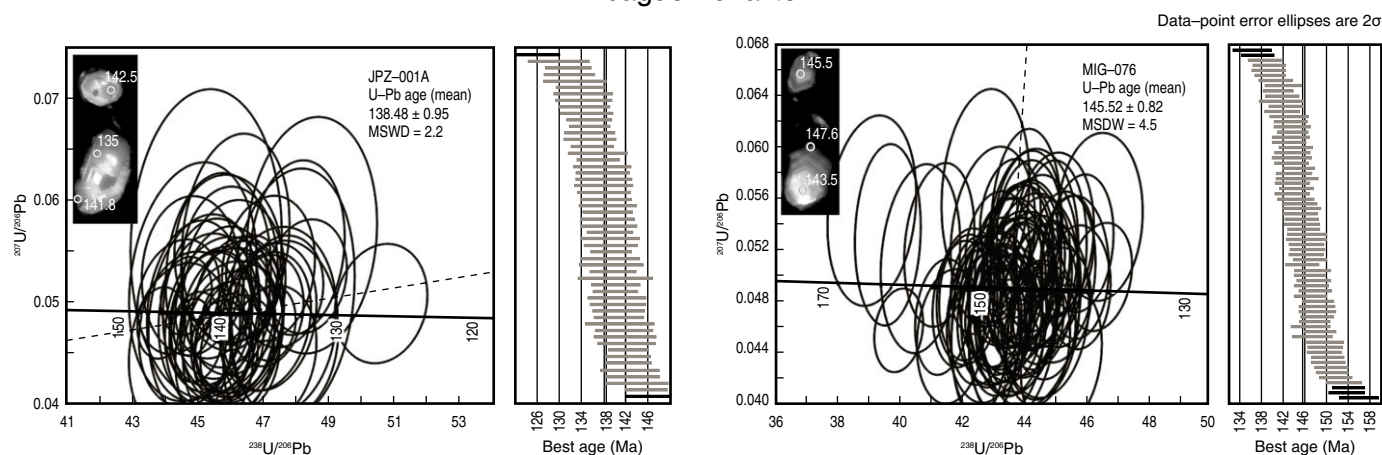 Data–point error ellipses are 2σ
JPZ–001A
U–Pb age (mean)
138.48 ± 0.95
MSWD = 2.2
142.5
135
141.8
0.07
0.06
0.05
0.04
²⁰⁷U/²⁰⁶Pb
150
140
130
120
41 43 45 47 49 51 53
²³⁸U/²⁰⁶Pb
126 130 134 138 142 146
Best age (Ma)
MIG–076
U–Pb age (mean)
145.52 ± 0.82
MSDW = 4.5
145.5
147.6
143.5
0.068
0.064
0.060
0.056
0.052
0.048
0.044
0.040
²⁰⁷U/²⁰⁶Pb
170
150
130
36 38 40 42 44 46 48 50
²³⁸U/²⁰⁶Pb
134 138 142 146 150 154 158
Best age (Ma)